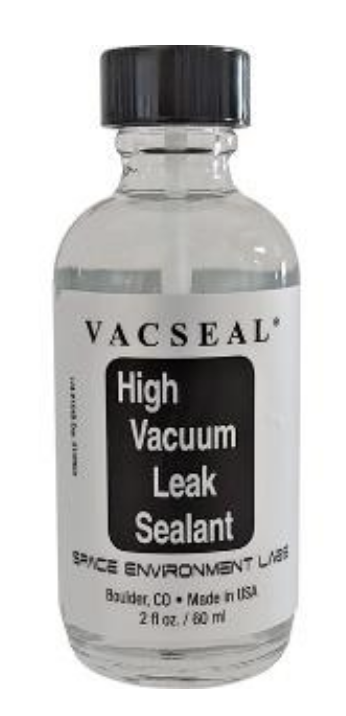 VACSEAL®
High
Vacuum
Leak
Sealant
SPACE ENVIRONMENT LABS
Boulder, CO • Made in USA
2 fl oz. / 60 ml